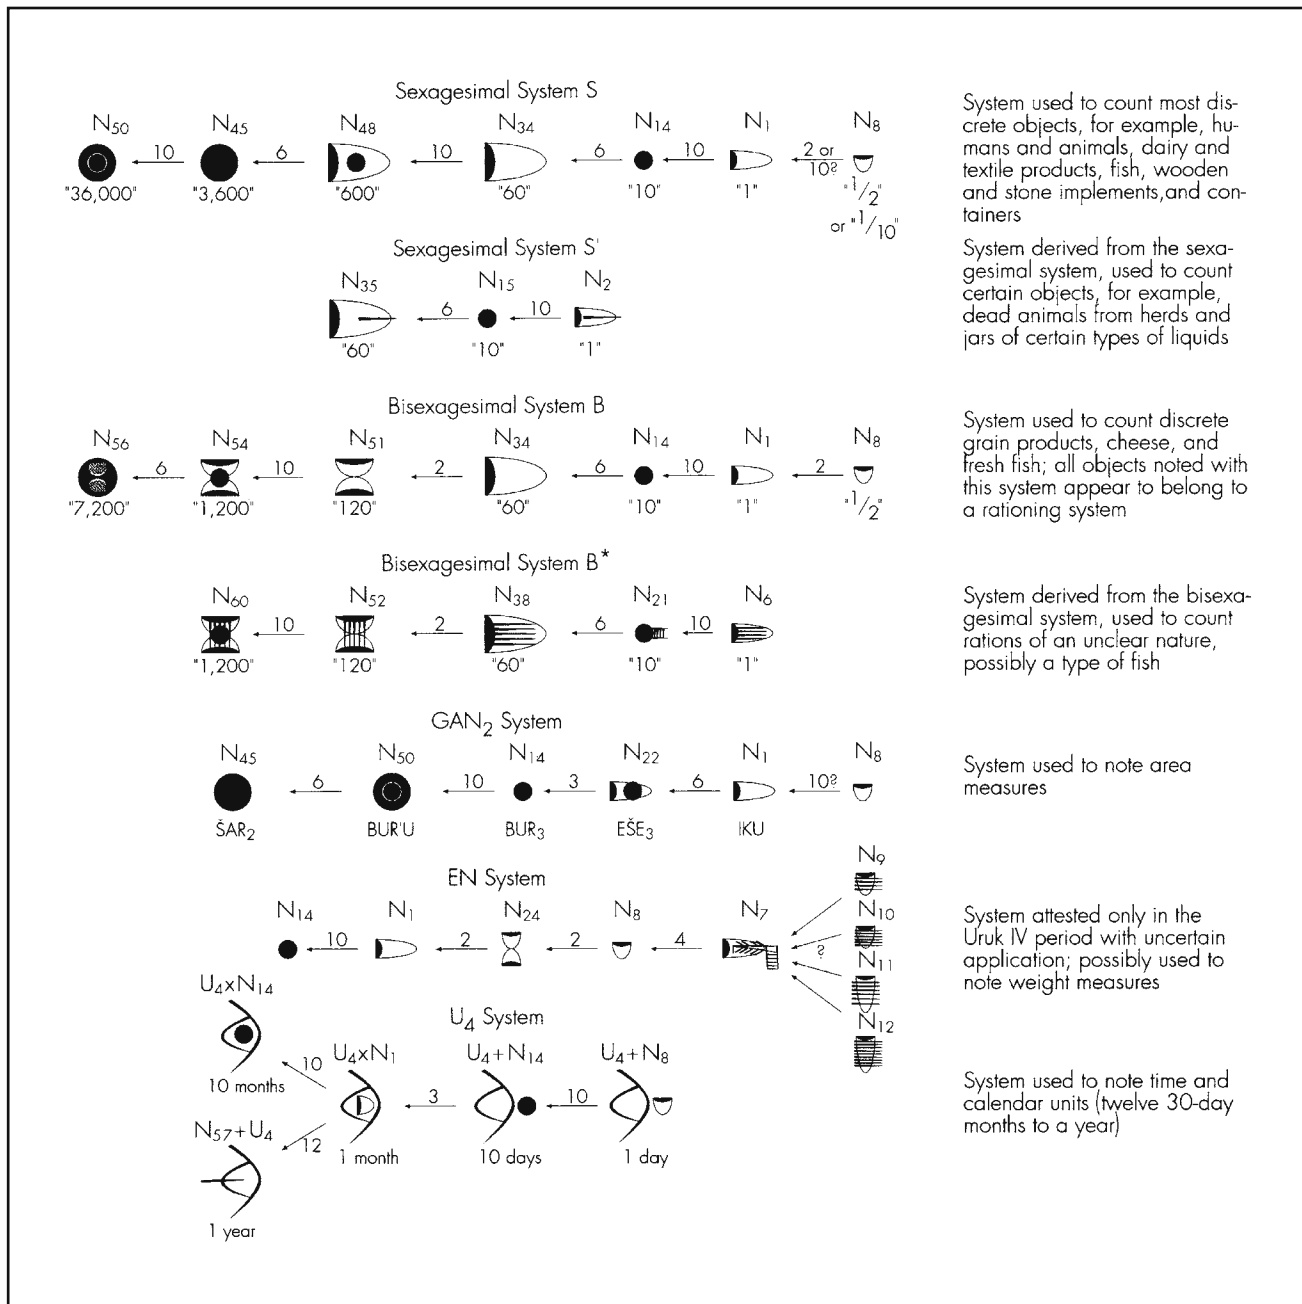 Sexagesimal System S
N50 N45 N48 N34 N14 N1 N8
10 6 10 6 10 2 or 10?
"36,000" "3,600" "600" "60" "10" "1" "1/2"
or "1/10"
System used to count most dis-
crete objects, for example, hu-
mans and animals, dairy and
textile products, fish, wooden
and stone implements,and con-
tainers
Sexagesimal System S'
N35 N15 N2
6 10
"60" "10" "1"
System derived from the sexa-
gesimal system, used to count
certain objects, for example,
dead animals from herds and
jars of certain types of liquids
Bisexagesimal System B
N56 N54 N51 N34 N14 N1 N8
6 10 2 6 10 2
"7,200" "1,200" "120" "60" "10" "1" "1/2"
System used to count discrete
grain products, cheese, and
fresh fish; all objects noted with
this system appear to belong to
a rationing system
Bisexagesimal System B*
N60 N52 N38 N21 N6
10 2 6 10
"1,200" "120" "60" "10" "1"
System derived from the bisexa-
gesimal system, used to count
rations of an unclear nature,
possibly a type of fish
GAN2 System
N45 N50 N14 N22 N1 N8
6 10 3 6 10?
ŠAR2 BUR'U BUR3 EŠE3 IKU
System used to note area
measures
EN System
N14 N1 N24 N8 N7
10 2 2 4 ?
N9
N10
N11
N12
System attested only in the
Uruk IV period with uncertain
application; possibly used to
note weight measures
U4 System
U4xN14
10 months
10
U4xN1 U4+N14 U4+N8
3 10
1 month 10 days 1 day
12
N57+U4
1 year
System used to note time and
calendar units (twelve 30-day
months to a year)